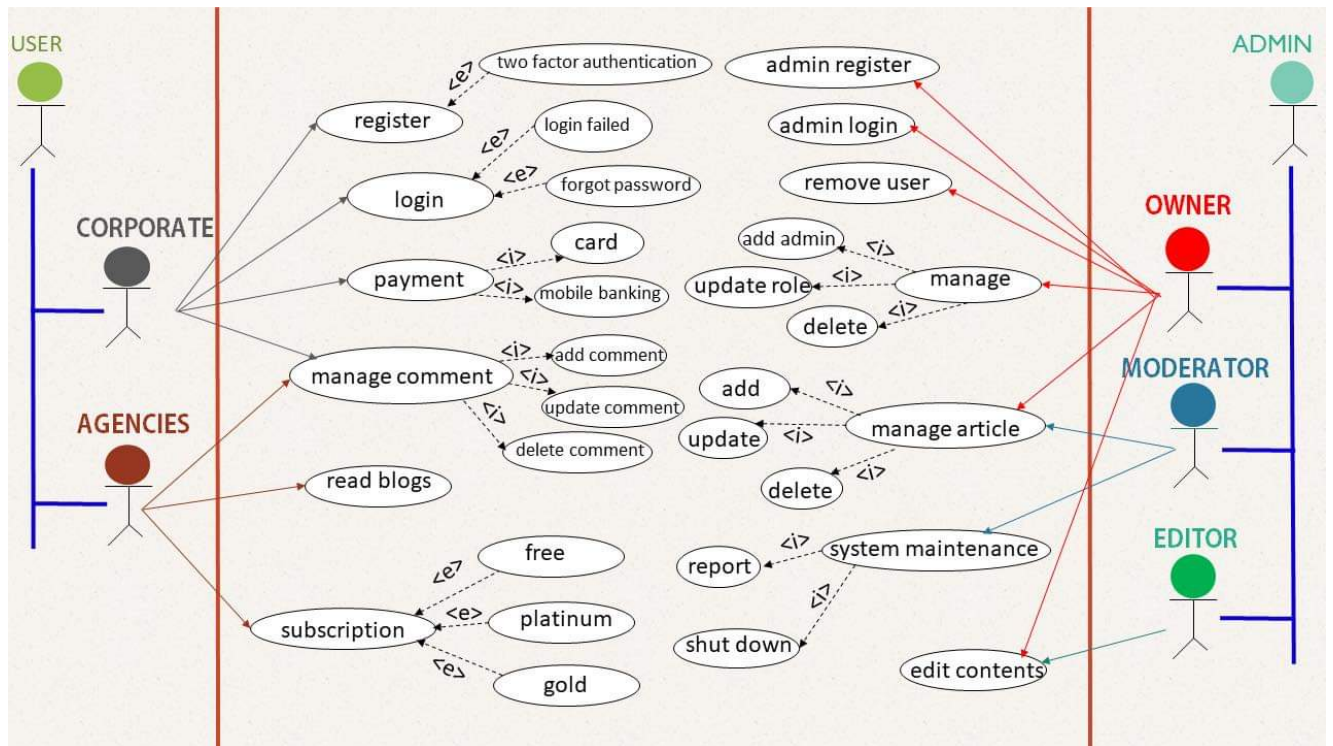 USER
ADMIN
two factor authentication
<e>
register
login failed
<e>
login
<e>
forgot password
CORPORATE
payment
<i>
card
<i>
mobile banking
manage comment
<i>
add comment
<i>
update comment
<i>
delete comment
AGENCIES
read blogs
subscription
<e>
free
<e>
platinum
<e>
gold
admin register
admin login
remove user
OWNER
add admin
<i>
update role
<i>
manage
<i>
delete
MODERATOR
add
<i>
update
<i>
manage article
<i>
delete
EDITOR
system maintenance
<i>
report
<i>
shut down
edit contents